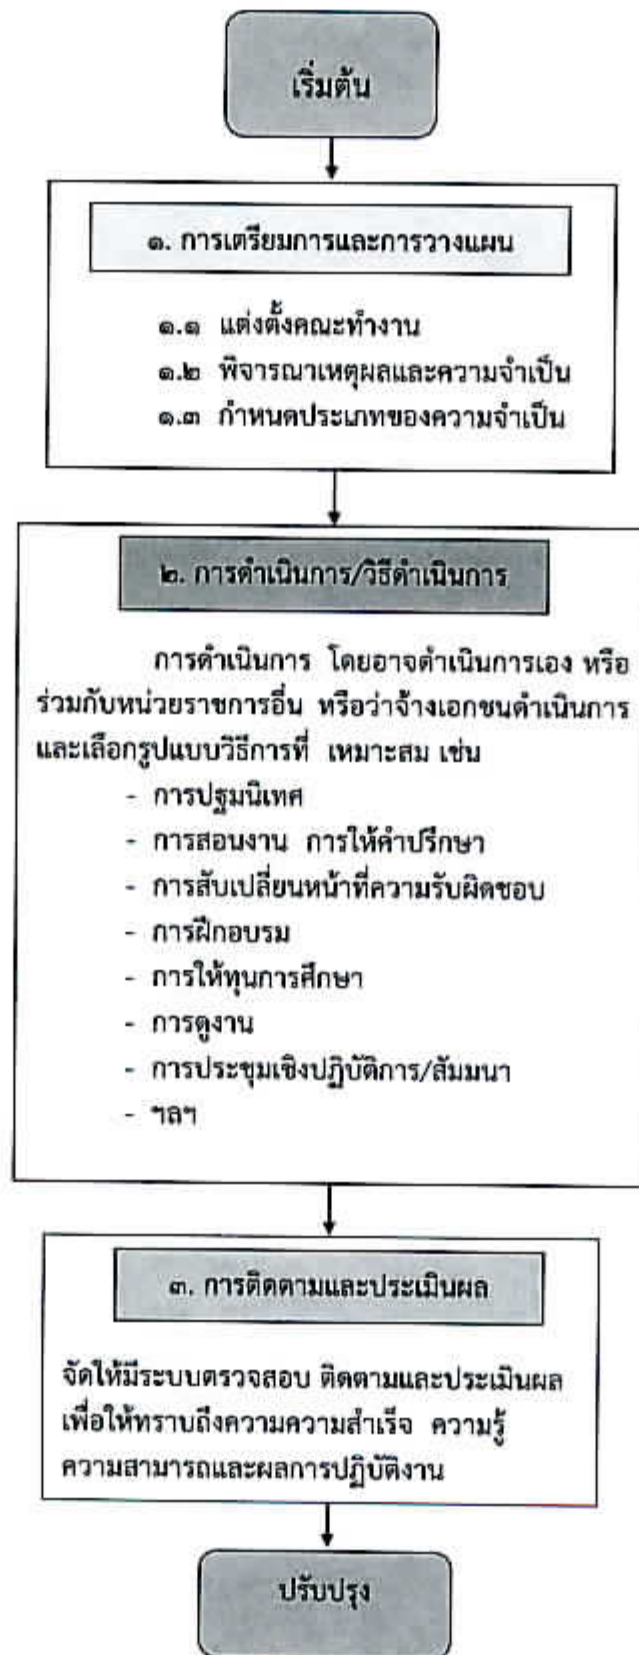 เริ่มต้น
๑. การเตรียมการและการวางแผน
๑.๑ แต่งตั้งคณะทำงาน
๑.๒ พิจารณาเหตุผลและความจำเป็น
๑.๓ กำหนดประเภทของความจำเป็น
๒. การดำเนินการ/วิธีดำเนินการ
การดำเนินการ โดยอาจดำเนินการเอง หรือ
ร่วมกับหน่วยราชการอื่น หรือว่าจ้างเอกชนดำเนินการ
และเลือกรูปแบบวิธีการที่ เหมาะสม เช่น
- การปฐมนิเทศ
- การสอนงาน การให้คำปรึกษา
- การสับเปลี่ยนหน้าที่ความรับผิดชอบ
- การฝึกอบรม
- การให้ทุนการศึกษา
- การดูงาน
- การประชุมเชิงปฏิบัติการ/สัมมนา
- ฯลฯ
๓. การติดตามและประเมินผล
จัดให้มีระบบตรวจสอบ ติดตามและประเมินผล
เพื่อให้ทราบถึงความความสำเร็จ ความรู้
ความสามารถและผลการปฏิบัติงาน
ปรับปรุง